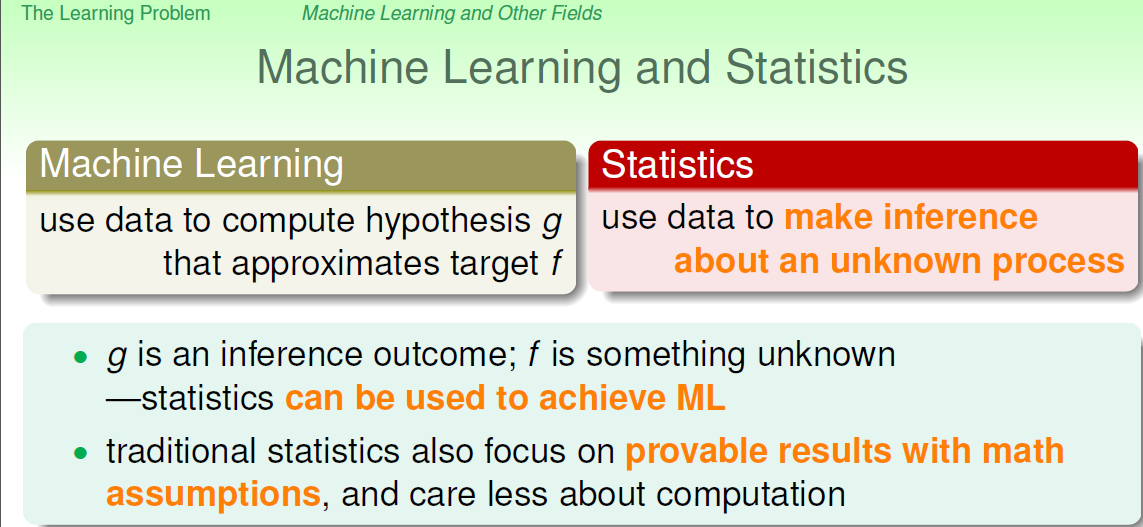 The Learning Problem Machine Learning and Other Fields
Machine Learning and Statistics
Machine Learning
use data to compute hypothesis g
that approximates target f
Statistics
use data to make inference
about an unknown process
• g is an inference outcome; f is something unknown
—statistics can be used to achieve ML
• traditional statistics also focus on provable results with math
assumptions, and care less about computation